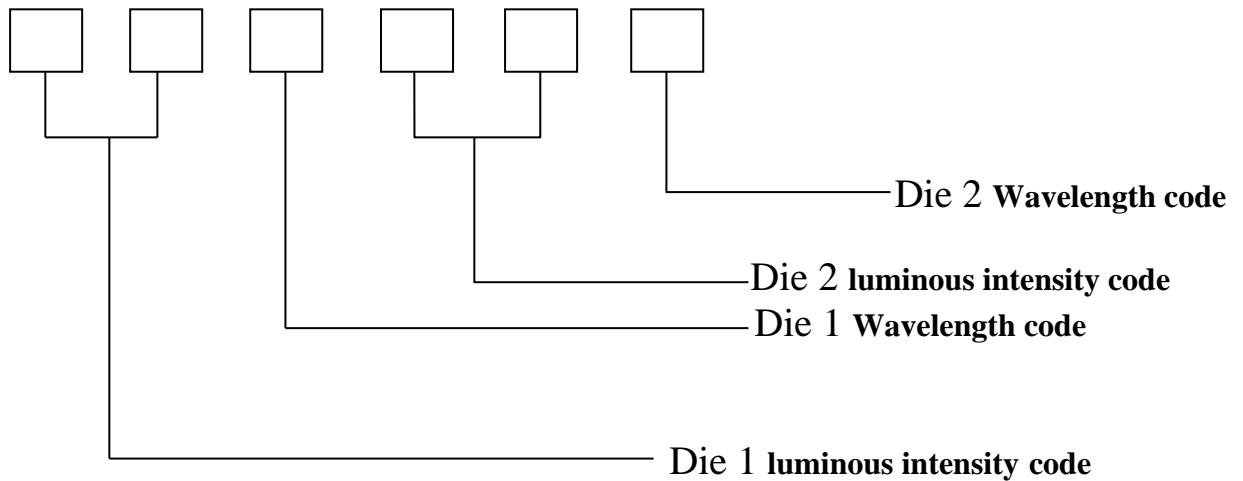 Die 2 Wavelength code
Die 2 luminous intensity code
Die 1 Wavelength code
Die 1 luminous intensity code